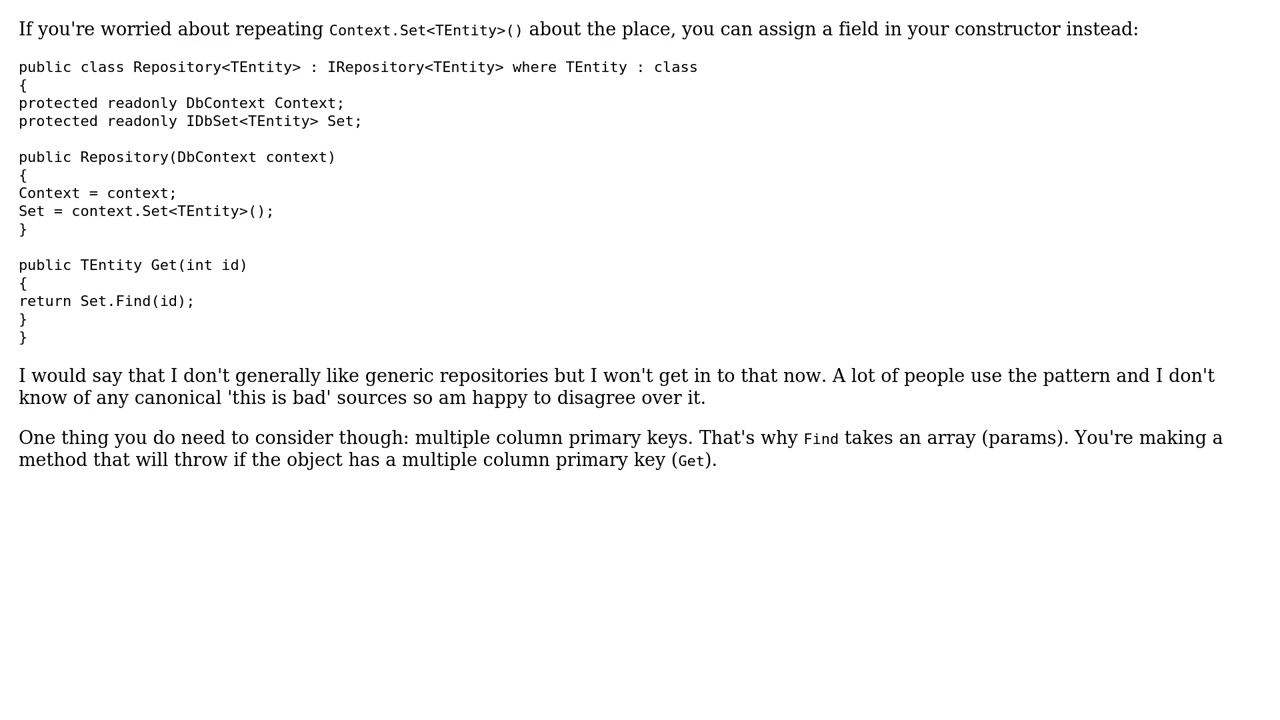 If you're worried about repeating Context.Set<TEntity>() about the place, you can assign a field in your constructor instead:
public class Repository<TEntity> : IRepository<TEntity> where TEntity : class
{
protected readonly DbContext Context;
protected readonly IDbSet<TEntity> Set;

public Repository(DbContext context)
{
Context = context;
Set = context.Set<TEntity>();
}

public TEntity Get(int id)
{
return Set.Find(id);
}
}
I would say that I don't generally like generic repositories but I won't get in to that now. A lot of people use the pattern and I don't
know of any canonical 'this is bad' sources so am happy to disagree over it.
One thing you do need to consider though: multiple column primary keys. That's why Find takes an array (params). You're making a
method that will throw if the object has a multiple column primary key (Get).